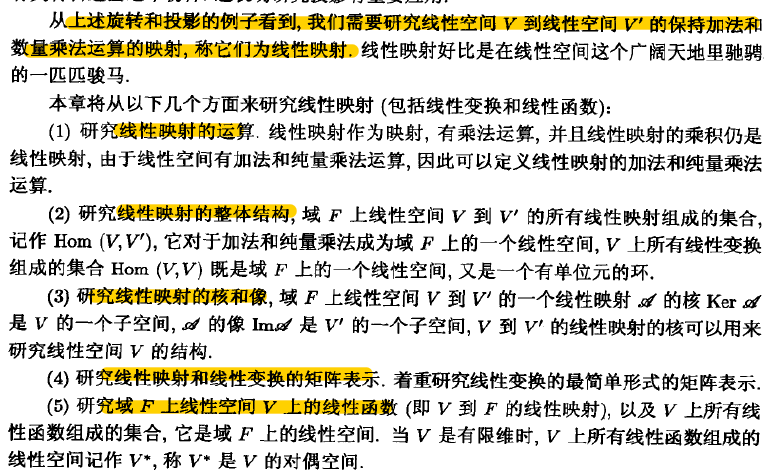 从上述旋转和投影的例子看到, 我们需要研究线性空间 V 到线性空间 V′ 的保持加法和
数量乘法运算的映射, 称它们为线性映射. 线性映射好比是在线性空间这个广阔天地里驰骋
的一匹匹骏马.
本章将从以下几个方面来研究线性映射 (包括线性变换和线性函数):
(1) 研究线性映射的运算. 线性映射作为映射, 有乘法运算, 并且线性映射的乘积仍是
线性映射, 由于线性空间有加法和纯量乘法运算, 因此可以定义线性映射的加法和纯量乘法
运算.
(2) 研究线性映射的整体结构, 域 F 上线性空间 V 到 V′ 的所有线性映射组成的集合,
记作 Hom (V,V′), 它对于加法和纯量乘法成为域 F 上的一个线性空间, V 上所有线性变换
组成的集合 Hom (V,V) 既是域 F 上的一个线性空间, 又是一个有单位元的环.
(3) 研究线性映射的核和像, 域 F 上线性空间 V 到 V′ 的一个线性映射 𝒜 的核 Ker 𝒜
是 V 的一个子空间, 𝒜 的像 Im𝒜 是 V′ 的一个子空间, V 到 V′ 的线性映射的核可以用来
研究线性空间 V 的结构.
(4) 研究线性映射和线性变换的矩阵表示. 着重研究线性变换的最简单形式的矩阵表示.
(5) 研究域 F 上线性空间 V 上的线性函数 (即 V 到 F 的线性映射), 以及 V 上所有线
性函数组成的集合, 它是域 F 上的线性空间. 当 V 是有限维时, V 上所有线性函数组成的
线性空间记作 V*, 称 V* 是 V 的对偶空间.